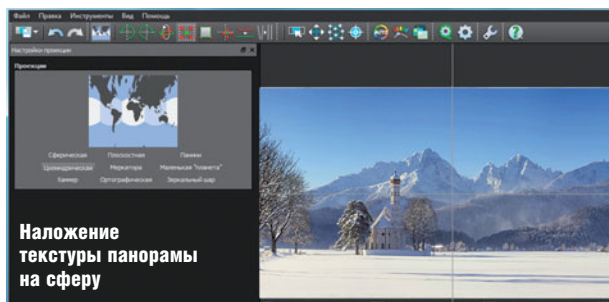 Файл Правка Инструменты Вид Помощь
Настройки проекции
Проекции
Сферическая Плоскостная Панини
Цилиндрическая Меркатора Маленькая "планета"
Хаммер Ортографическая Зеркальный шар
Наложение
текстуры панорамы
на сферу